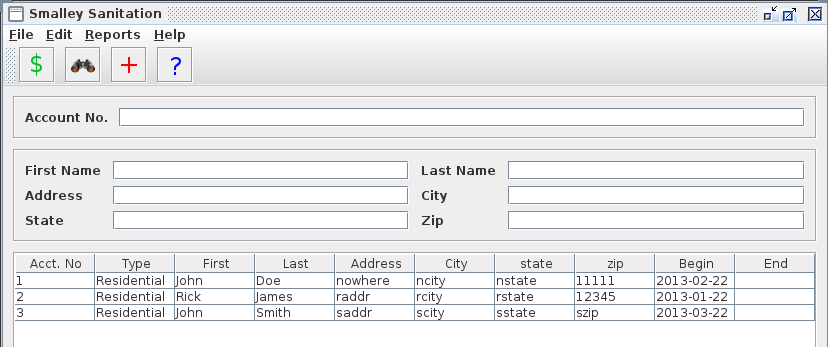 Smalley Sanitation
File Edit Reports Help
$ + ?
Account No.
First Name Last Name
Address City
State Zip
Acct. No Type First Last Address City state zip Begin End
1 Residential John Doe nowhere ncity nstate 11111 2013-02-22
2 Residential Rick James raddr rcity rstate 12345 2013-01-22
3 Residential John Smith saddr scity sstate szip 2013-03-22